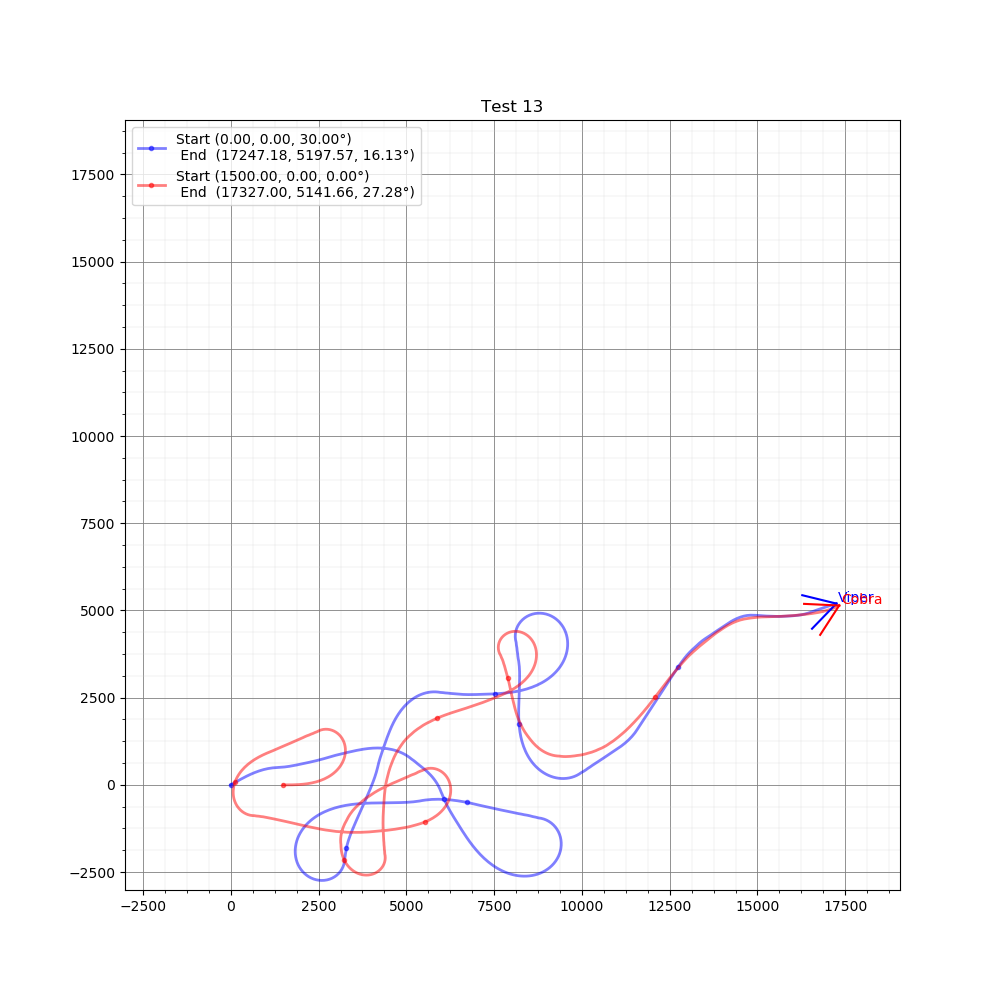 Test 13
Start (0.00, 0.00, 30.00°)
End (17247.18, 5197.57, 16.13°)
Start (1500.00, 0.00, 0.00°)
End (17327.00, 5141.66, 27.28°)
17500
15000
12500
10000
7500
5000
2500
0
−2500
Viper
Cobra
−2500 0 2500 5000 7500 10000 12500 15000 17500